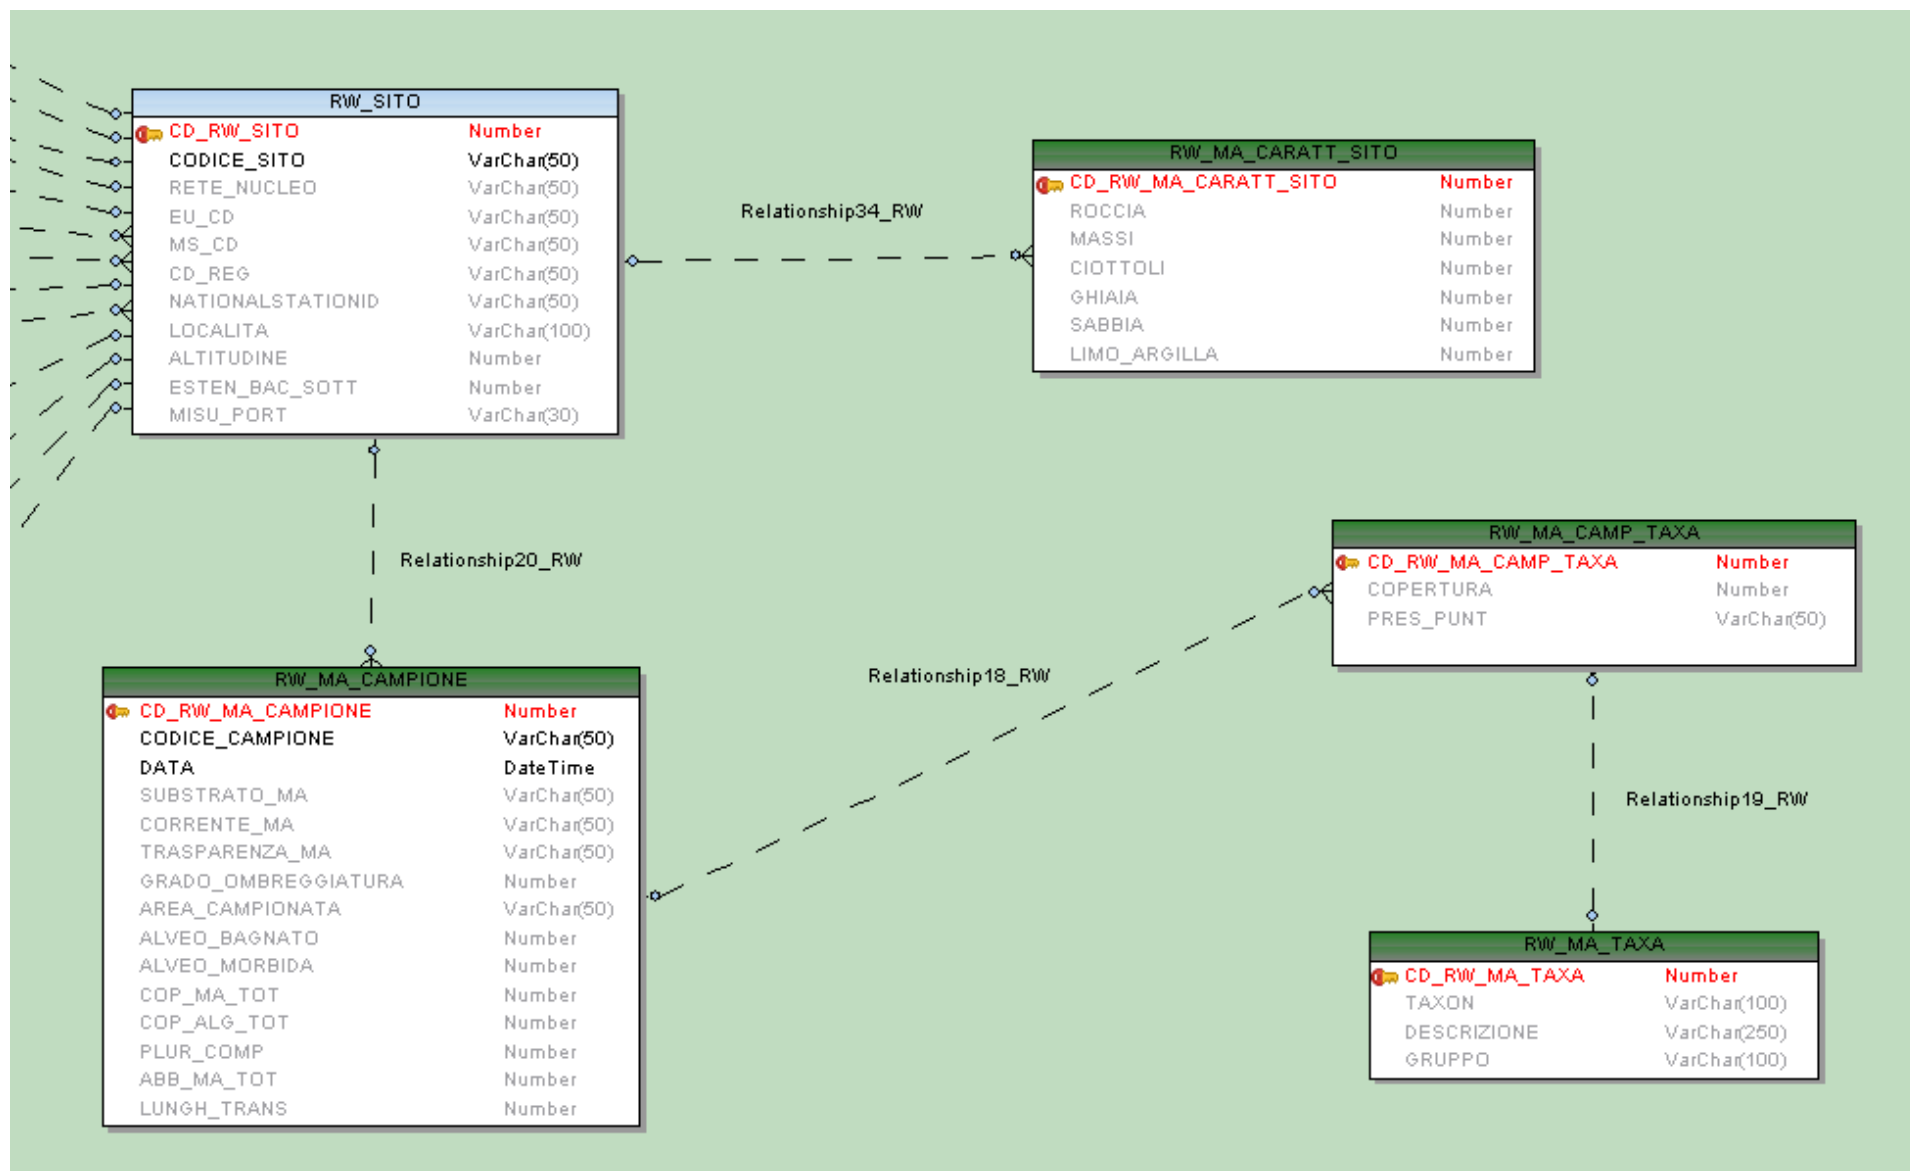 RW_SITO
CD_RW_SITO Number
CODICE_SITO VarChar(50)
RETE_NUCLEO VarChar(50)
EU_CD VarChar(50)
MS_CD VarChar(50)
CD_REG VarChar(50)
NATIONALSTATIONID VarChar(50)
LOCALITA VarChar(100)
ALTITUDINE Number
ESTEN_BAC_SOTT Number
MISU_PORT VarChar(30)
Relationship34_RW
RW_MA_CARATT_SITO
CD_RW_MA_CARATT_SITO Number
ROCCIA Number
MASSI Number
CIOTTOLI Number
GHIAIA Number
SABBIA Number
LIMO_ARGILLA Number
Relationship20_RW
RW_MA_CAMP_TAXA
CD_RW_MA_CAMP_TAXA Number
COPERTURA Number
PRES_PUNT VarChar(50)
Relationship18_RW
RW_MA_CAMPIONE
CD_RW_MA_CAMPIONE Number
CODICE_CAMPIONE VarChar(50)
DATA DateTime
SUBSTRATO_MA VarChar(50)
CORRENTE_MA VarChar(50)
TRASPARENZA_MA VarChar(50)
GRADO_OMBREGGIATURA Number
AREA_CAMPIONATA VarChar(50)
ALVEO_BAGNATO Number
ALVEO_MORBIDA Number
COP_MA_TOT Number
COP_ALG_TOT Number
PLUR_COMP Number
ABB_MA_TOT Number
LUNGH_TRANS Number
Relationship19_RW
RW_MA_TAXA
CD_RW_MA_TAXA Number
TAXON VarChar(100)
DESCRIZIONE VarChar(250)
GRUPPO VarChar(100)